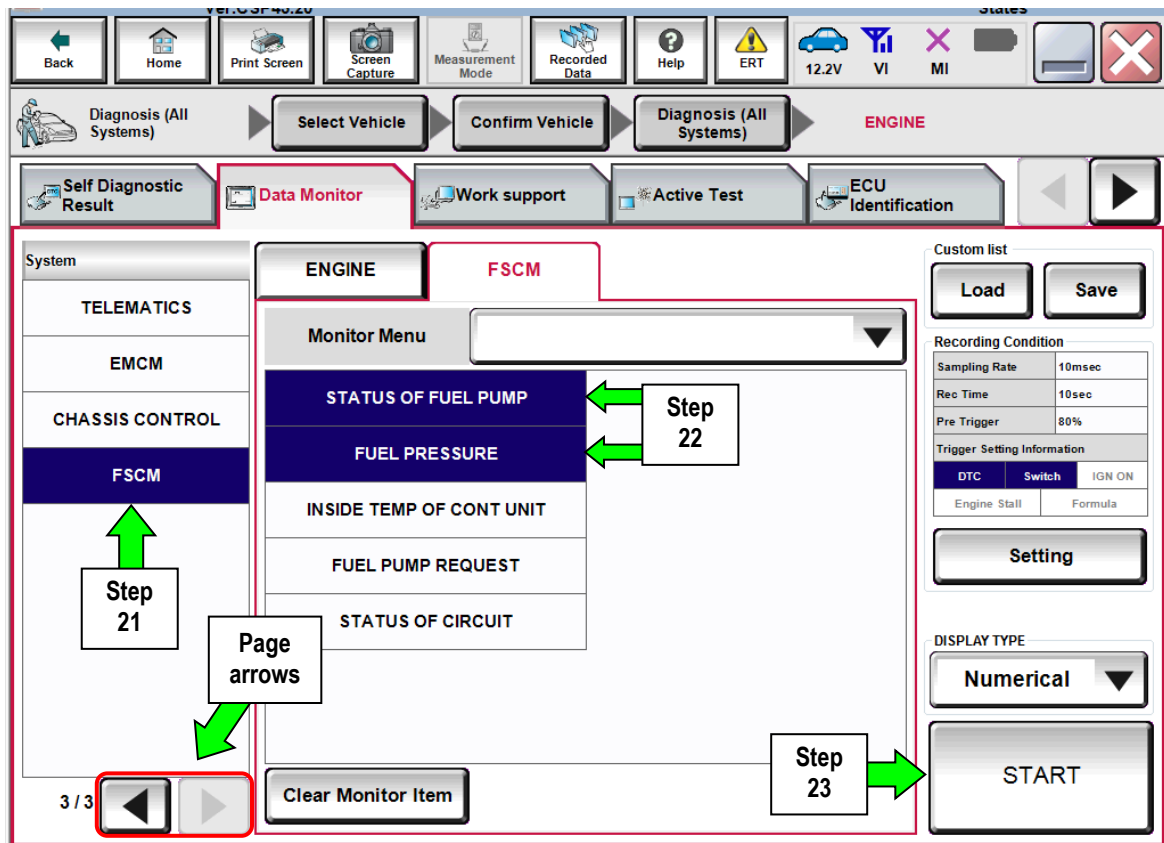 Ver.CSP43.20
States
Back
Home
Print Screen
Screen
Capture
Measurement
Mode
Recorded
Data
Help
ERT
12.2V
VI
MI
Diagnosis (All
Systems)
Select Vehicle
Confirm Vehicle
Diagnosis (All
Systems)
ENGINE
Self Diagnostic
Result
Data Monitor
Work support
Active Test
ECU
Identification
System
TELEMATICS
EMCM
CHASSIS CONTROL
FSCM
Step
21
Page
arrows
3 / 3
ENGINE
FSCM
Monitor Menu
STATUS OF FUEL PUMP
FUEL PRESSURE
INSIDE TEMP OF CONT UNIT
FUEL PUMP REQUEST
STATUS OF CIRCUIT
Step
22
Clear Monitor Item
Custom list
Load
Save
Recording Condition
Sampling Rate 10msec
Rec Time 10sec
Pre Trigger 80%
Trigger Setting Information
DTC Switch IGN ON
Engine Stall Formula
Setting
DISPLAY TYPE
Numerical
Step
23
START